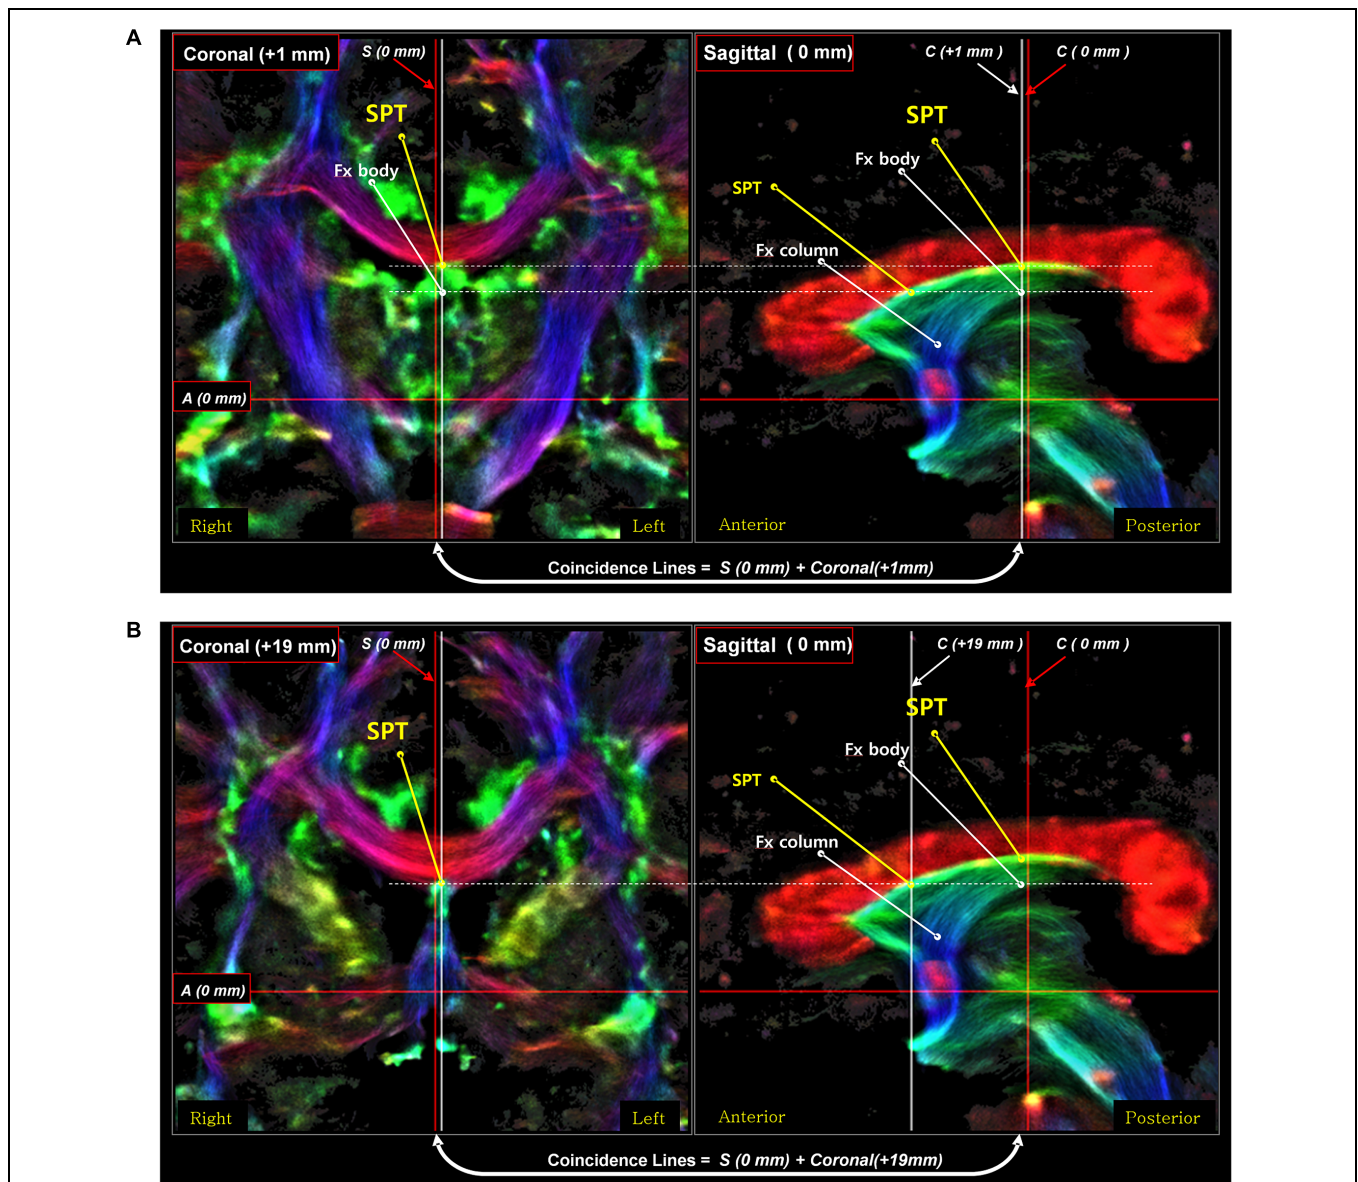 A
Coronal (+1 mm)
S (0 mm)
SPT
Fx body
A (0 mm)
Right
Left
Sagittal ( 0 mm)
C (+1 mm )
C ( 0 mm )
SPT
Fx body
SPT
Fx column
Anterior
Posterior
Coincidence Lines = S (0 mm) + Coronal(+1mm)
B
Coronal (+19 mm)
S (0 mm)
SPT
A (0 mm)
Right
Left
Sagittal ( 0 mm)
C (+19 mm )
C ( 0 mm )
SPT
Fx body
SPT
Fx column
Anterior
Posterior
Coincidence Lines = S (0 mm) + Coronal(+19mm)